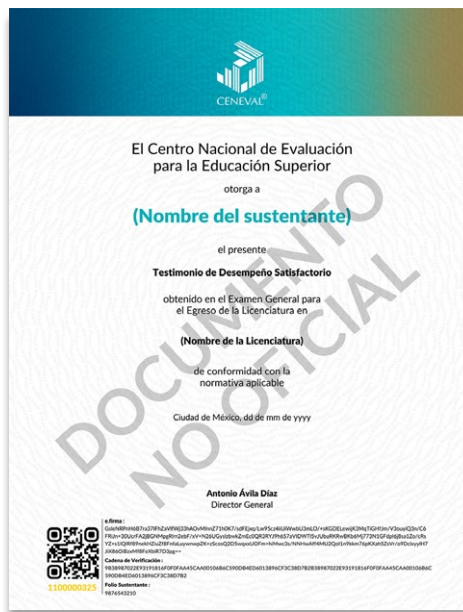 CENEVAL®
El Centro Nacional de Evaluación
para la Educación Superior
otorga a
(Nombre del sustentante)
el presente
Testimonio de Desempeño Satisfactorio
obtenido en el Examen General para
el Egreso de la Licenciatura en
(Nombre de la Licenciatura)
de conformidad con la
normativa aplicable
Ciudad de México, dd de mm de yyyy
DOCUMENTO
NO OFICIAL
Antonio Ávila Díaz
Director General
e.firma:
Cadena de Verificación:
Folio Sustentante:
9876543210
1100000325